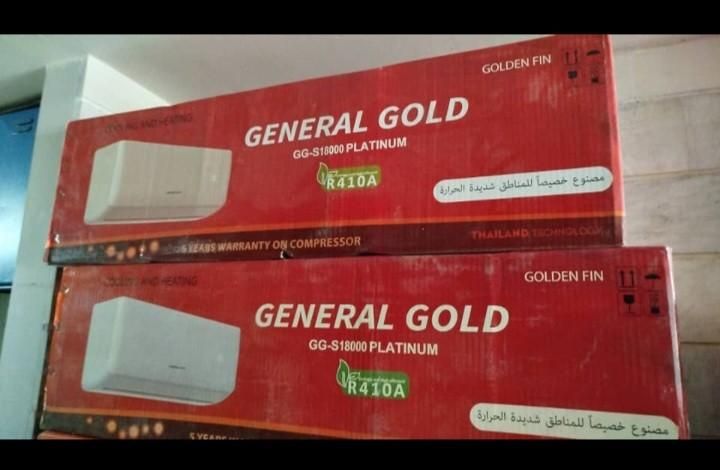 GOLDEN FIN
COOLING AND HEATING
GENERAL GOLD
GG-S18000 PLATINUM
R410A
مصنوع خصيصاً للمناطق شديدة الحرارة
5 YEARS WARRANTY ON COMPRESSOR
THAILAND TECHNOLOGY
COOLING AND HEATING
GOLDEN FIN
GENERAL GOLD
GG-S18000 PLATINUM
R410A
مصنوع خصيصاً للمناطق شديدة الحرارة
5 YEARS